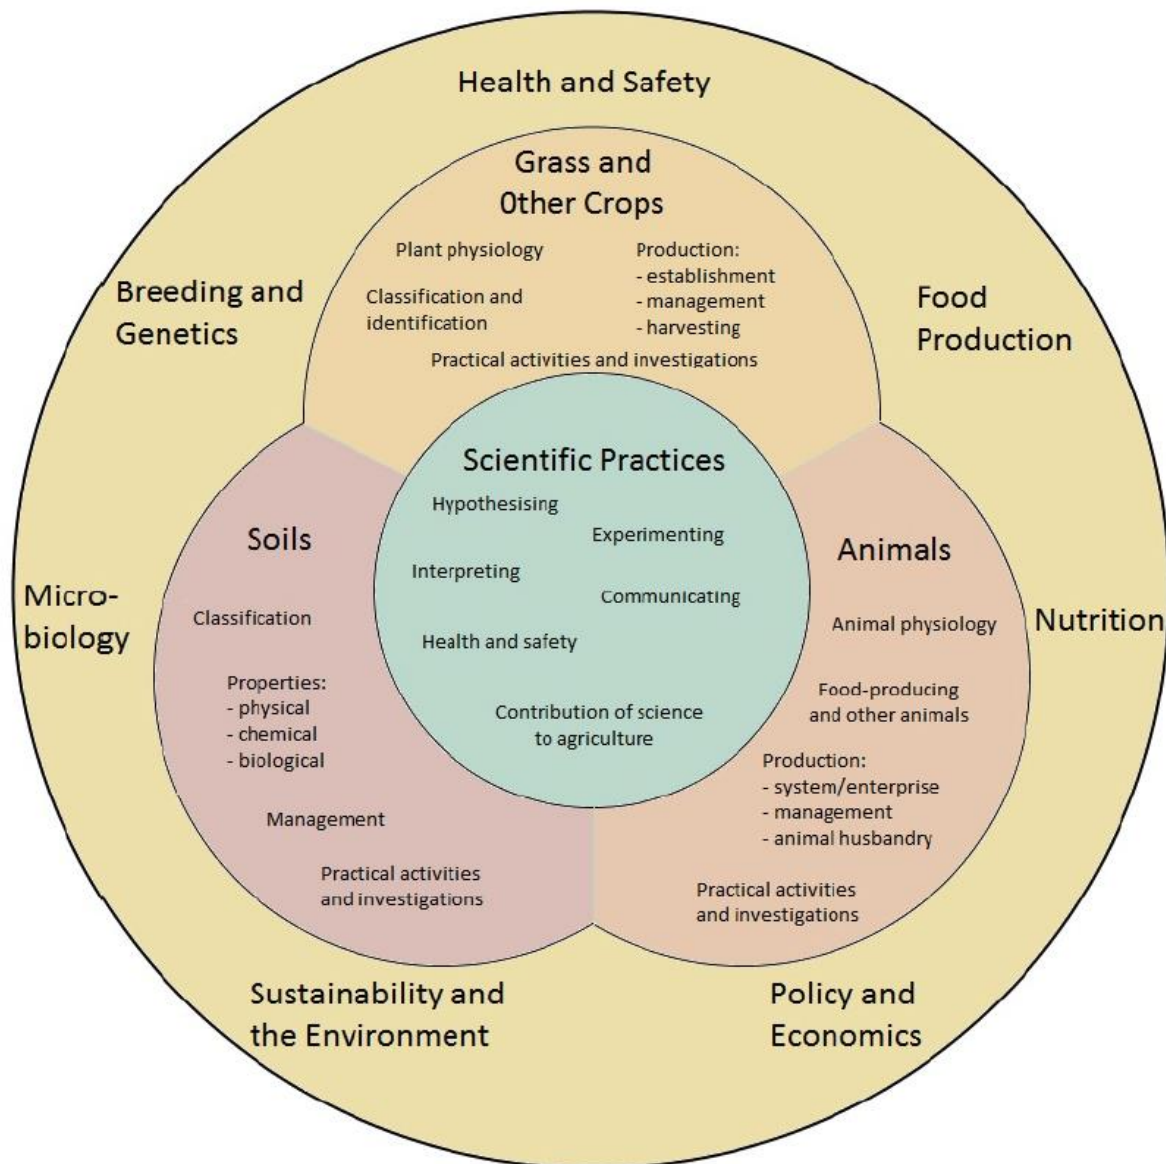 Health and Safety
Grass and
0ther Crops
Plant physiology
Classification and
identification
Production:
- establishment
- management
- harvesting
Practical activities and investigations
Breeding and
Genetics
Food
Production
Scientific Practices
Hypothesising
Experimenting
Interpreting
Communicating
Health and safety
Contribution of science
to agriculture
Soils
Classification
Properties:
- physical
- chemical
- biological
Management
Practical activities
and investigations
Animals
Animal physiology
Food-producing
and other animals
Production:
- system/enterprise
- management
- animal husbandry
Practical activities
and investigations
Micro-
biology
Nutrition
Sustainability and
the Environment
Policy and
Economics